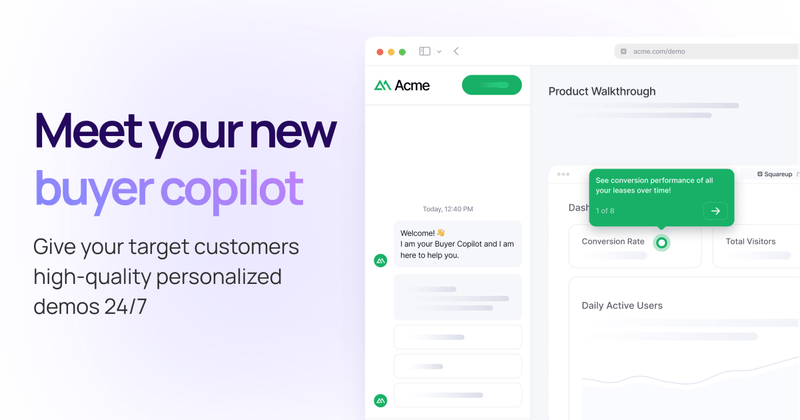 Meet your new
buyer copilot
Give your target customers
high-quality personalized
demos 24/7
acme.com/demo
Acme
Today, 12:40 PM
Welcome! 👋
I am your Buyer Copilot and I am
here to help you.
Product Walkthrough
Squareup
See conversion performance of all
your leases over time!
1 of 8
Conversion Rate
Total Visitors
Daily Active Users